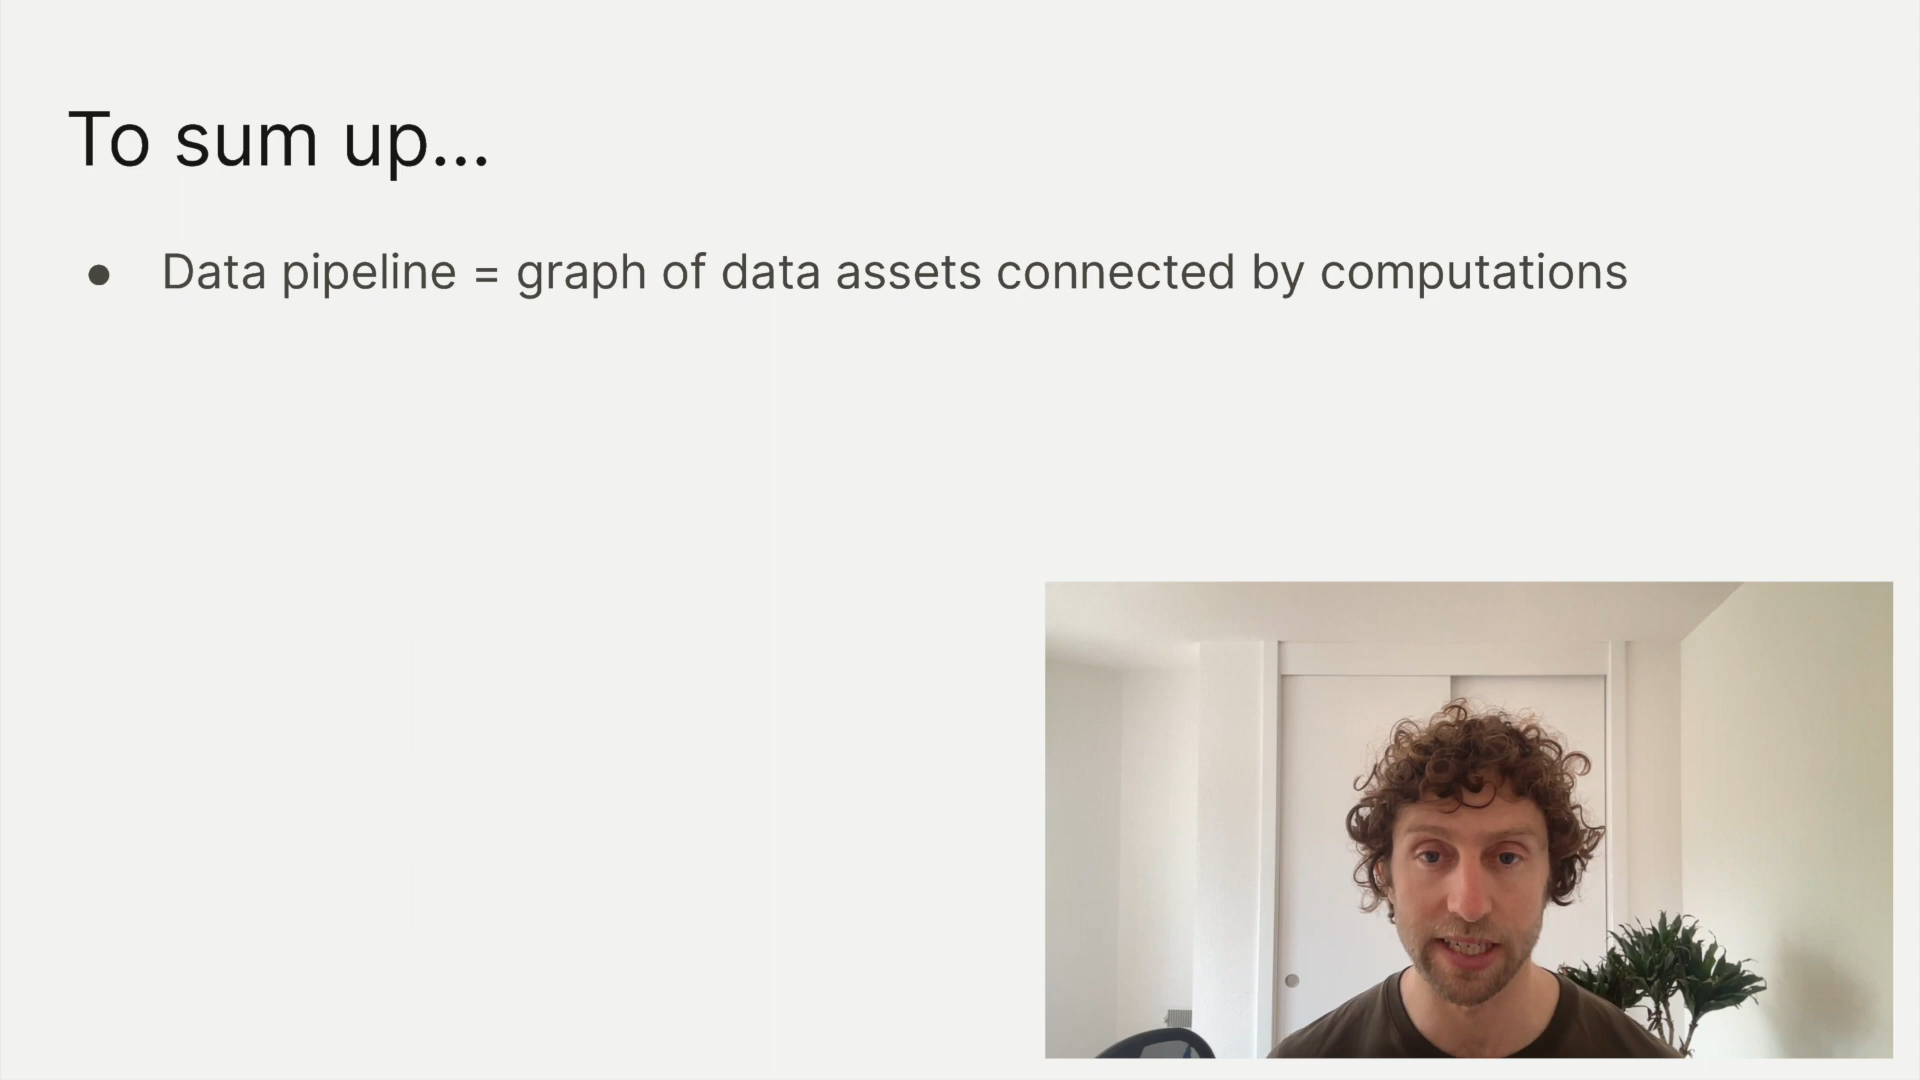 To sum up...
● Data pipeline = graph of data assets connected by computations